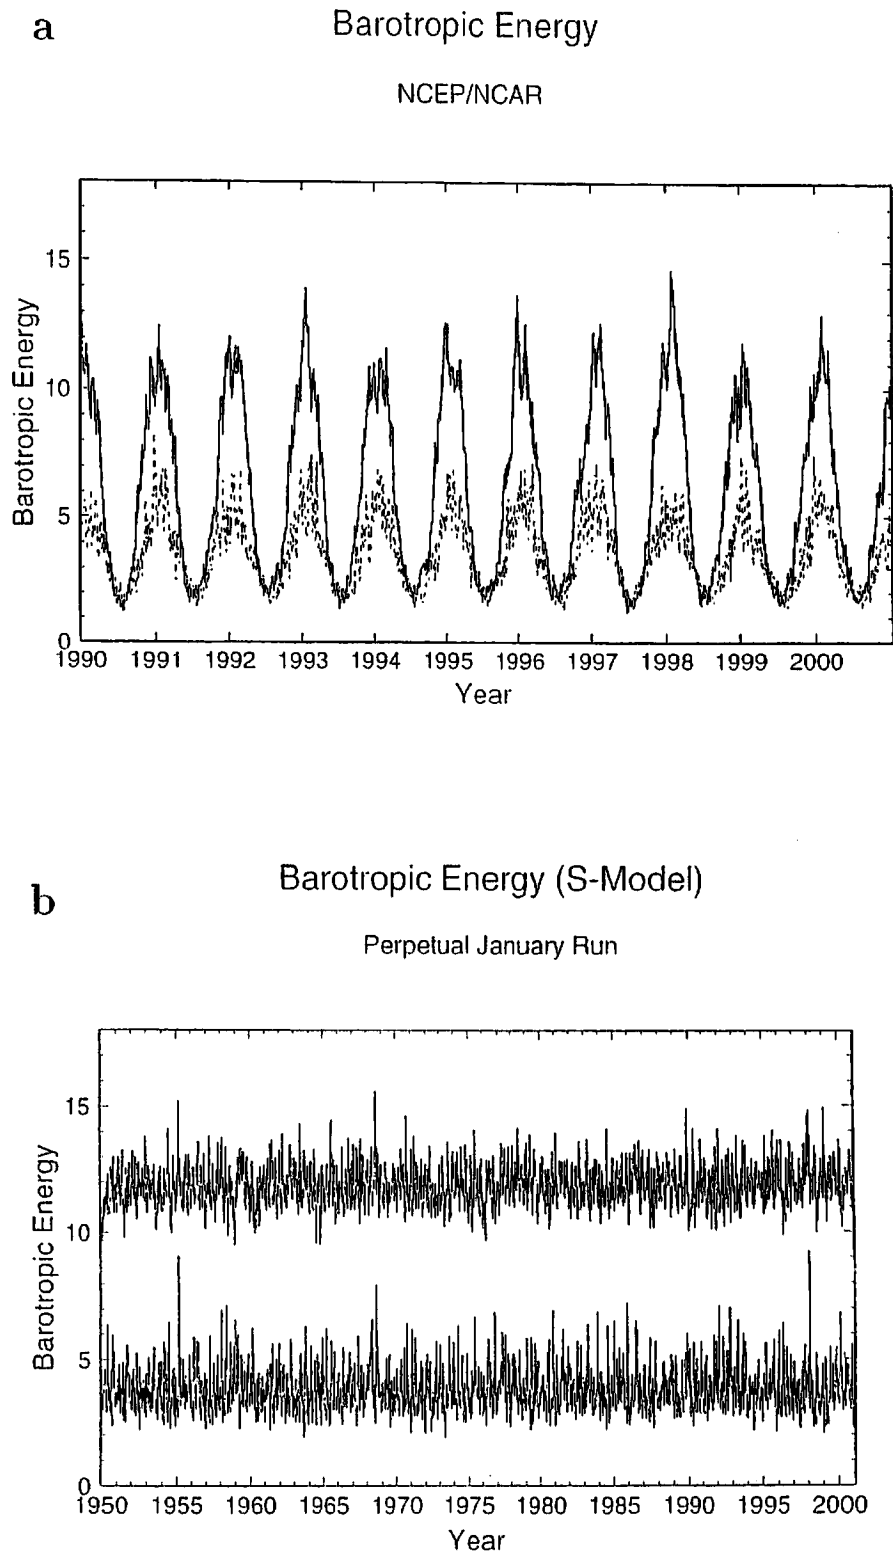 a
Barotropic Energy
NCEP/NCAR
Barotropic Energy
15
10
5
0
1990 1991 1992 1993 1994 1995 1996 1997 1998 1999 2000
Year
b
Barotropic Energy (S-Model)
Perpetual January Run
Barotropic Energy
15
10
5
0
1950 1955 1960 1965 1970 1975 1980 1985 1990 1995 2000
Year